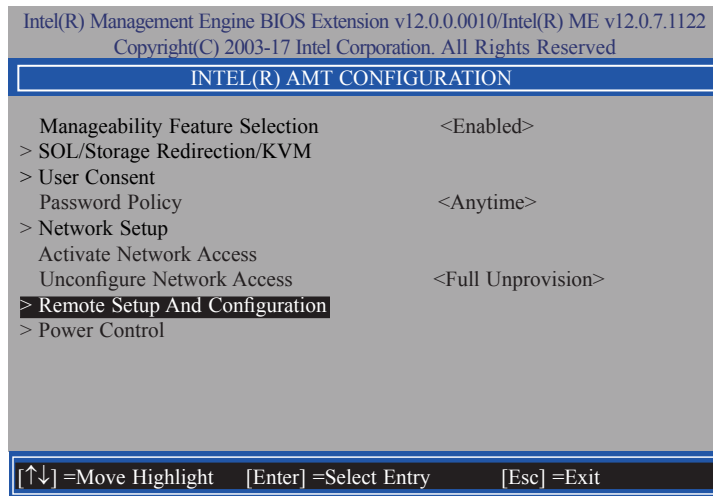 Intel(R) Management Engine BIOS Extension v12.0.0.0010/Intel(R) ME v12.0.7.1122
Copyright(C) 2003-17 Intel Corporation. All Rights Reserved
INTEL(R) AMT CONFIGURATION
Manageability Feature Selection <Enabled>
> SOL/Storage Redirection/KVM
> User Consent
Password Policy <Anytime>
> Network Setup
Activate Network Access
Unconfigure Network Access <Full Unprovision>
> Remote Setup And Configuration
> Power Control
[↑↓] =Move Highlight [Enter] =Select Entry [Esc] =Exit